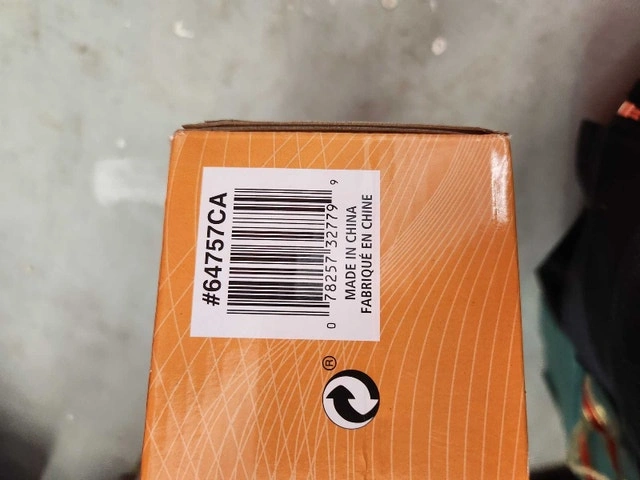 #64757CA
0 78257 32779 9
MADE IN CHINA
FABRIQUÉ EN CHINE
®